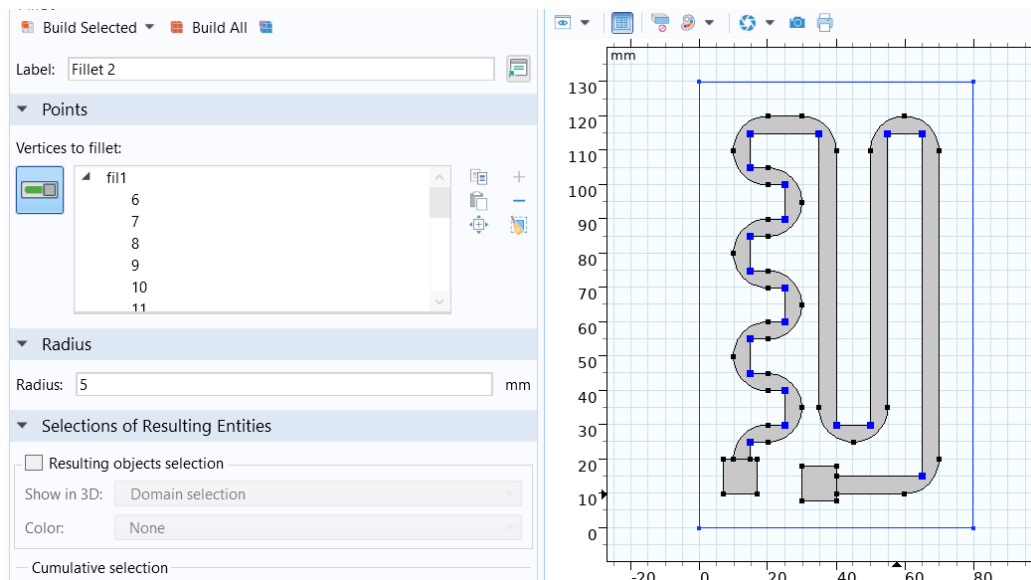 Build Selected Build All
Label: Fillet 2
Points
Vertices to fillet:
fil1
6
7
8
9
10
11
Radius
Radius: 5 mm
Selections of Resulting Entities
Resulting objects selection
Show in 3D: Domain selection
Color: None
Cumulative selection
mm
130
120
110
100
90
80
70
60
50
40
30
20
10
0
-20 0 20 40 60 80